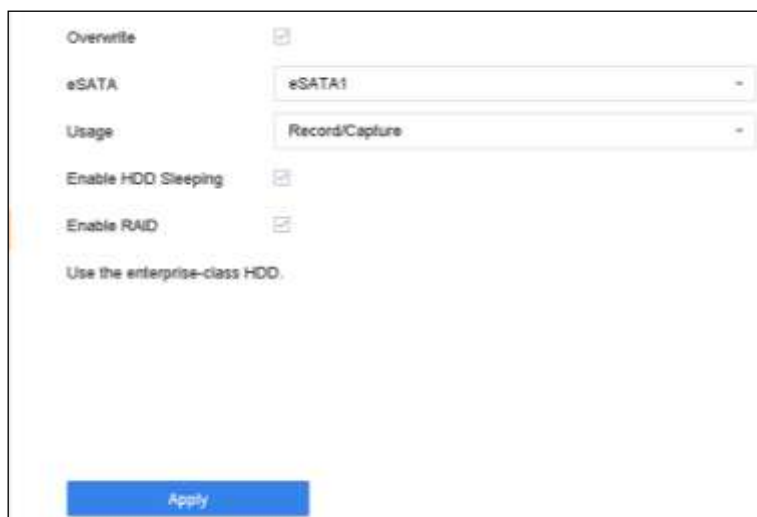 Overwrite
eSATA eSATA1
Usage Record/Capture
Enable HDD Sleeping
Enable RAID
Use the enterprise-class HDD.
Apply